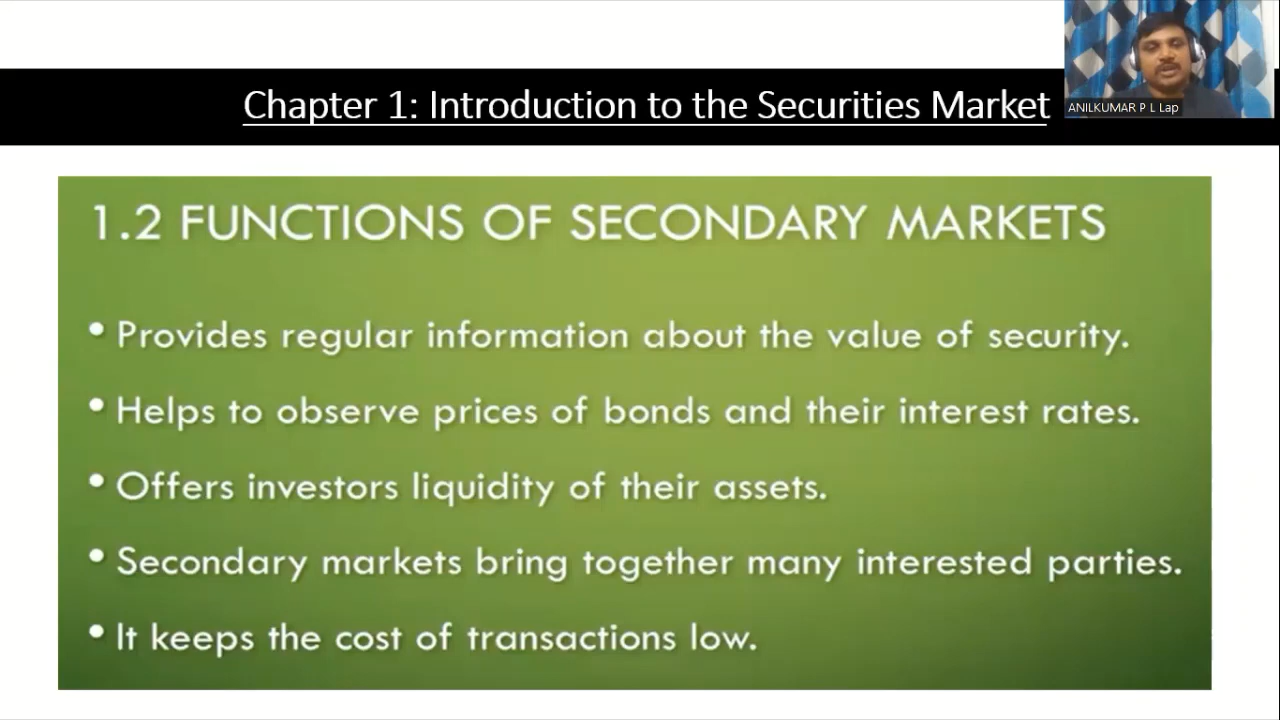 Chapter 1: Introduction to the Securities Market
ANILKUMAR P L Lap
1.2 FUNCTIONS OF SECONDARY MARKETS
• Provides regular information about the value of security.
• Helps to observe prices of bonds and their interest rates.
• Offers investors liquidity of their assets.
• Secondary markets bring together many interested parties.
• It keeps the cost of transactions low.